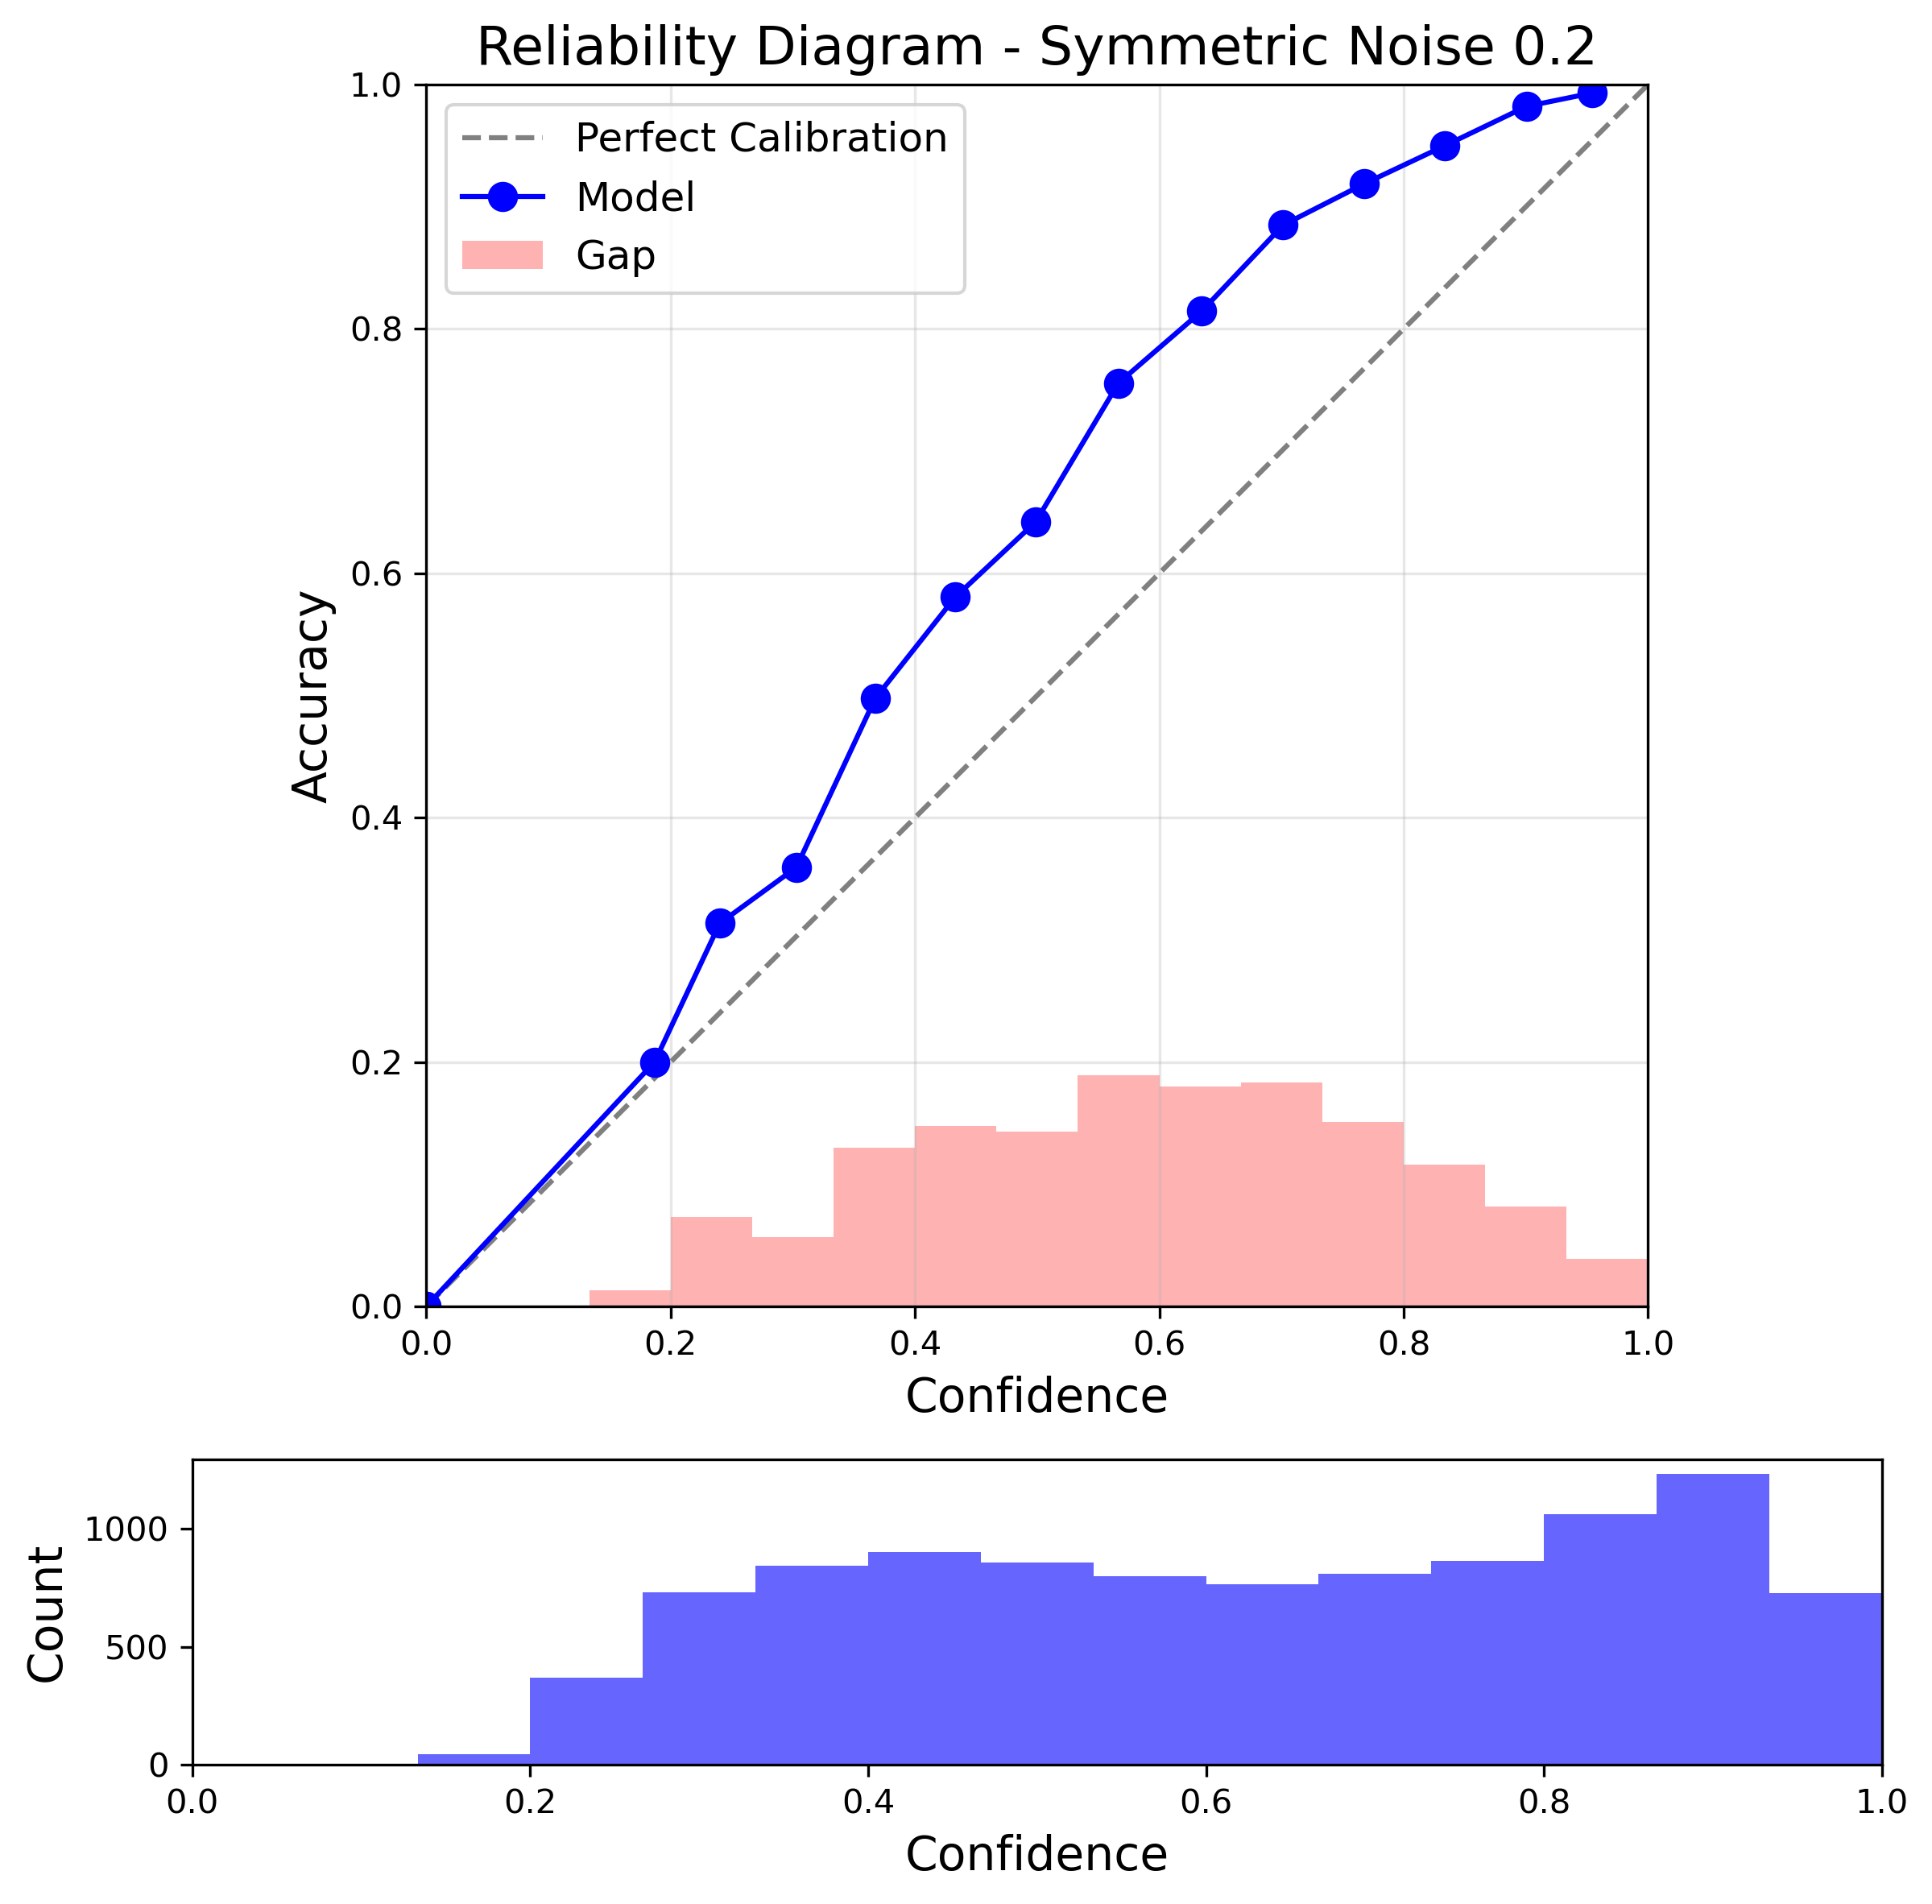 Reliability Diagram - Symmetric Noise 0.2
Perfect Calibration
Model
Gap
Accuracy
1.0
0.8
0.6
0.4
0.2
0.0
0.0 0.2 0.4 0.6 0.8 1.0
Confidence
Count
1000
500
0
0.0 0.2 0.4 0.6 0.8 1.0
Confidence